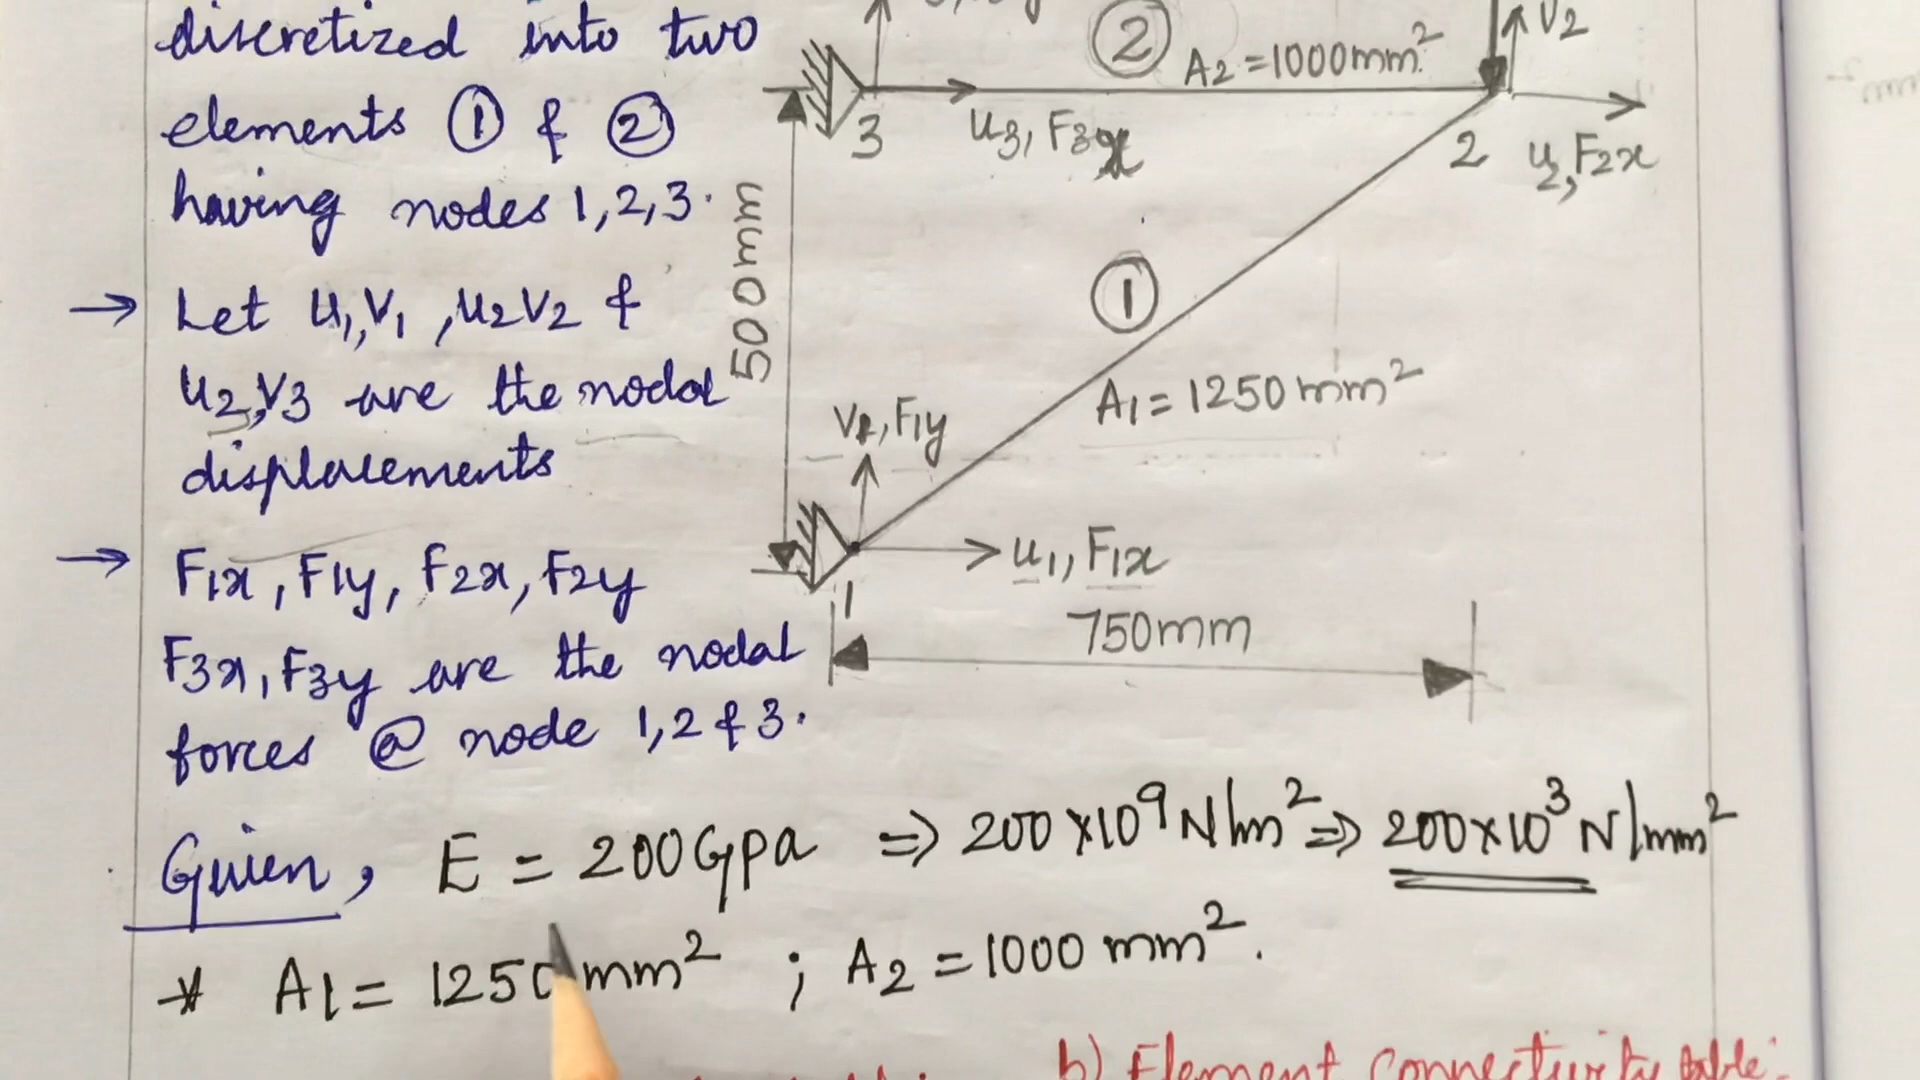 discretized into two
elements ① & ②
having nodes 1,2,3.
→ Let u1,V1 ,u2V2 &
u2,V3 are the nodal
displacements
→ F1x, F1y, F2x, F2y
F3x, F3y are the nodal
forces @ node 1,2 & 3.
②
A2 = 1000mm²
V2
3
u3, F3x
2
u2, F2x
500mm
①
A1 = 1250 mm²
V1, F1y
u1, F1x
1
750mm
Given, E = 200Gpa => 200 x 10⁹ N/m² => 200x10³ N/mm²
* A1 = 1250 mm² ; A2 = 1000 mm².
b) Element connectivity table: